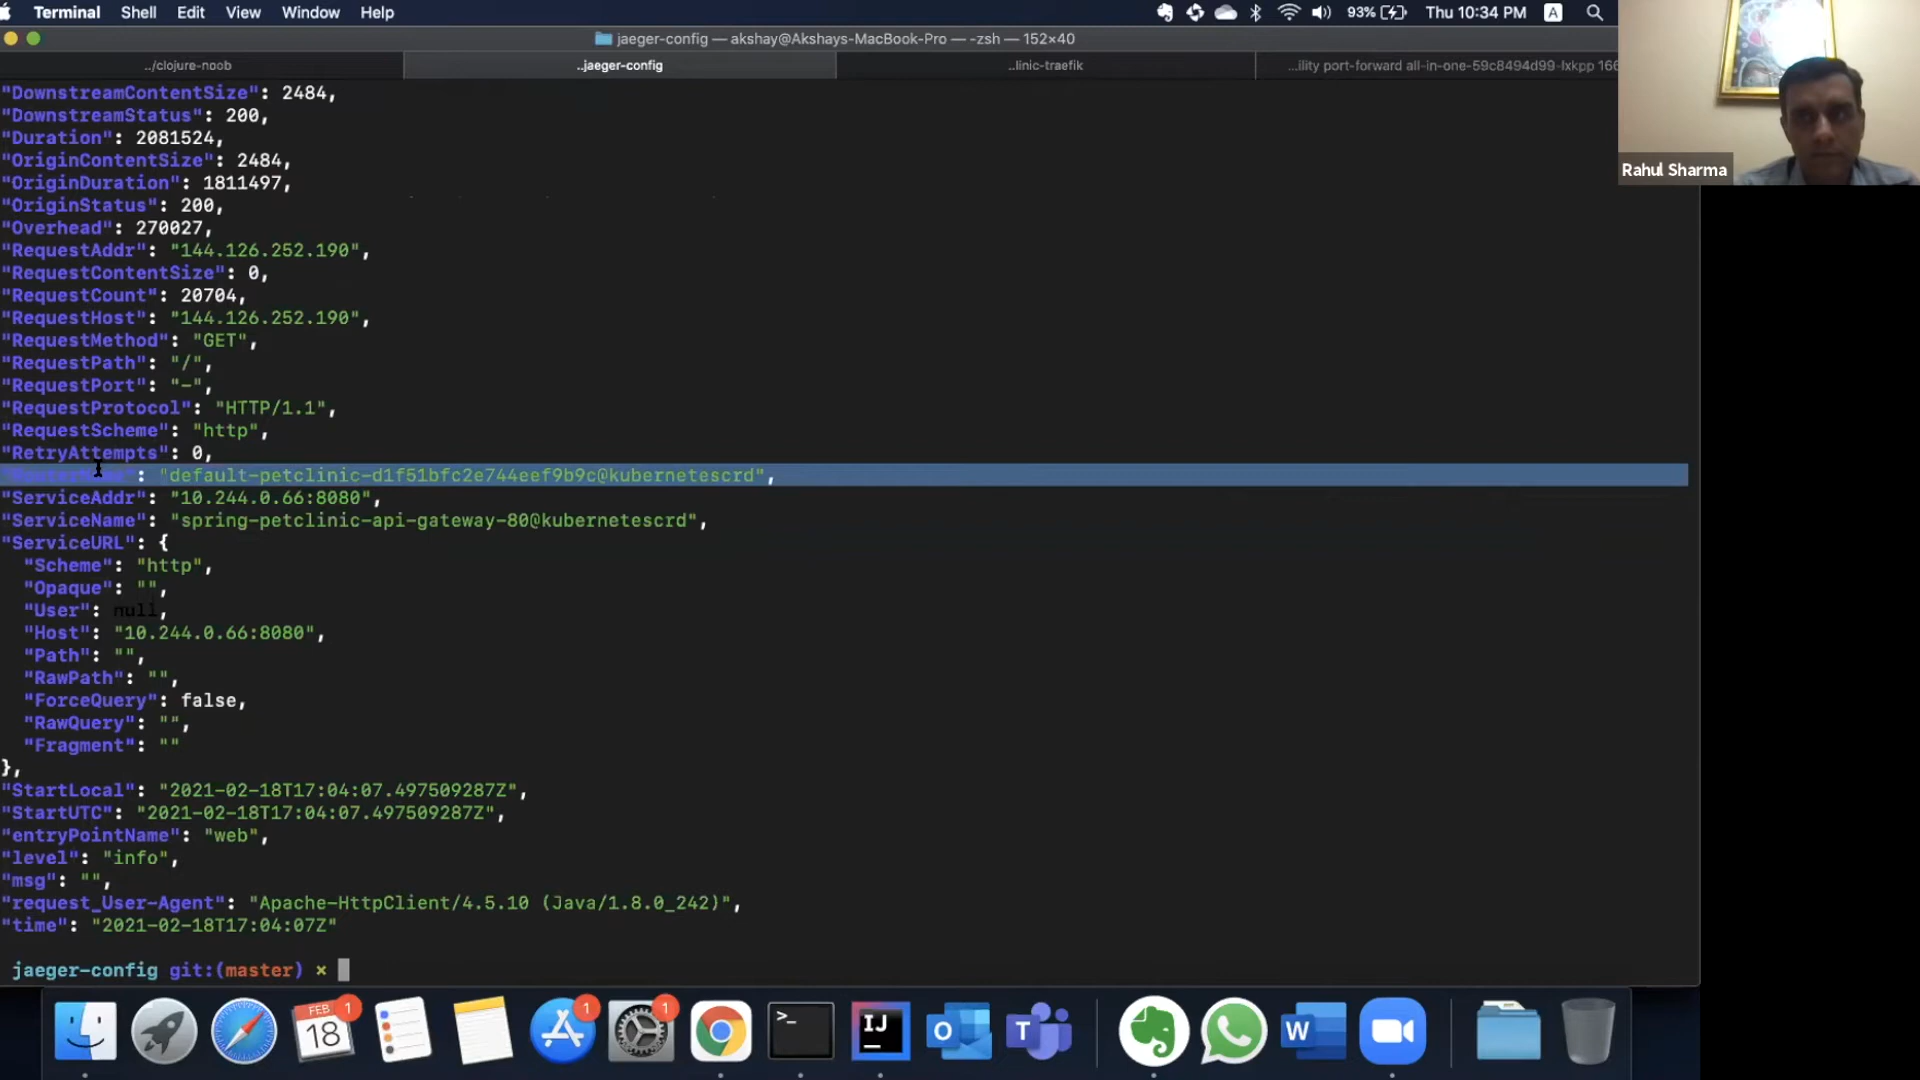 Terminal Shell Edit View Window Help 93% Thu 10:34 PM A
jaeger-config — akshay@Akshays-MacBook-Pro — -zsh — 152×40
../clojure-noob ..jaeger-config ..linic-traefik ...ility port-forward all-in-one-59c8494d99-lxkpp 166
"DownstreamContentSize": 2484,
"DownstreamStatus": 200,
"Duration": 2081524,
"OriginContentSize": 2484,
"OriginDuration": 1811497,
"OriginStatus": 200,
"Overhead": 270027,
"RequestAddr": "144.126.252.190",
"RequestContentSize": 0,
"RequestCount": 20704,
"RequestHost": "144.126.252.190",
"RequestMethod": "GET",
"RequestPath": "/",
"RequestPort": "-",
"RequestProtocol": "HTTP/1.1",
"RequestScheme": "http",
"RetryAttempts": 0,
: "default-petclinic-d1f51bfc2e744eef9b9c@kubernetescrd",
"ServiceAddr": "10.244.0.66:8080",
"ServiceName": "spring-petclinic-api-gateway-80@kubernetescrd",
"ServiceURL": {
"Scheme": "http",
"Opaque": "",
"User": null,
"Host": "10.244.0.66:8080",
"Path": "",
"RawPath": "",
"ForceQuery": false,
"RawQuery": "",
"Fragment": ""
},
"StartLocal": "2021-02-18T17:04:07.497509287Z",
"StartUTC": "2021-02-18T17:04:07.497509287Z",
"entryPointName": "web",
"level": "info",
"msg": "",
"request_User-Agent": "Apache-HttpClient/4.5.10 (Java/1.8.0_242)",
"time": "2021-02-18T17:04:07Z"
jaeger-config git:(master) ×
Rahul Sharma
FEB 18 1
1
1
>_
IJ
O
T
W